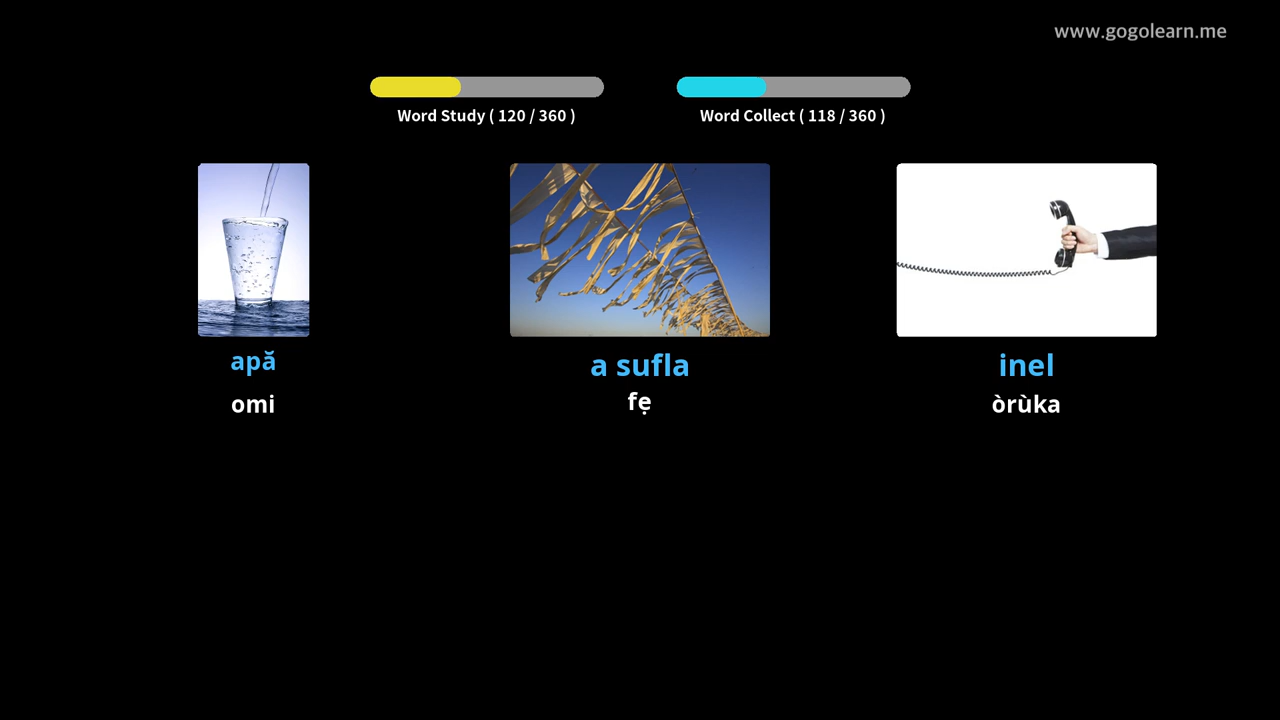 www.gogolearn.me
Word Study ( 120 / 360 )
Word Collect ( 118 / 360 )
apă
omi
a sufla
fẹ
inel
òrùka